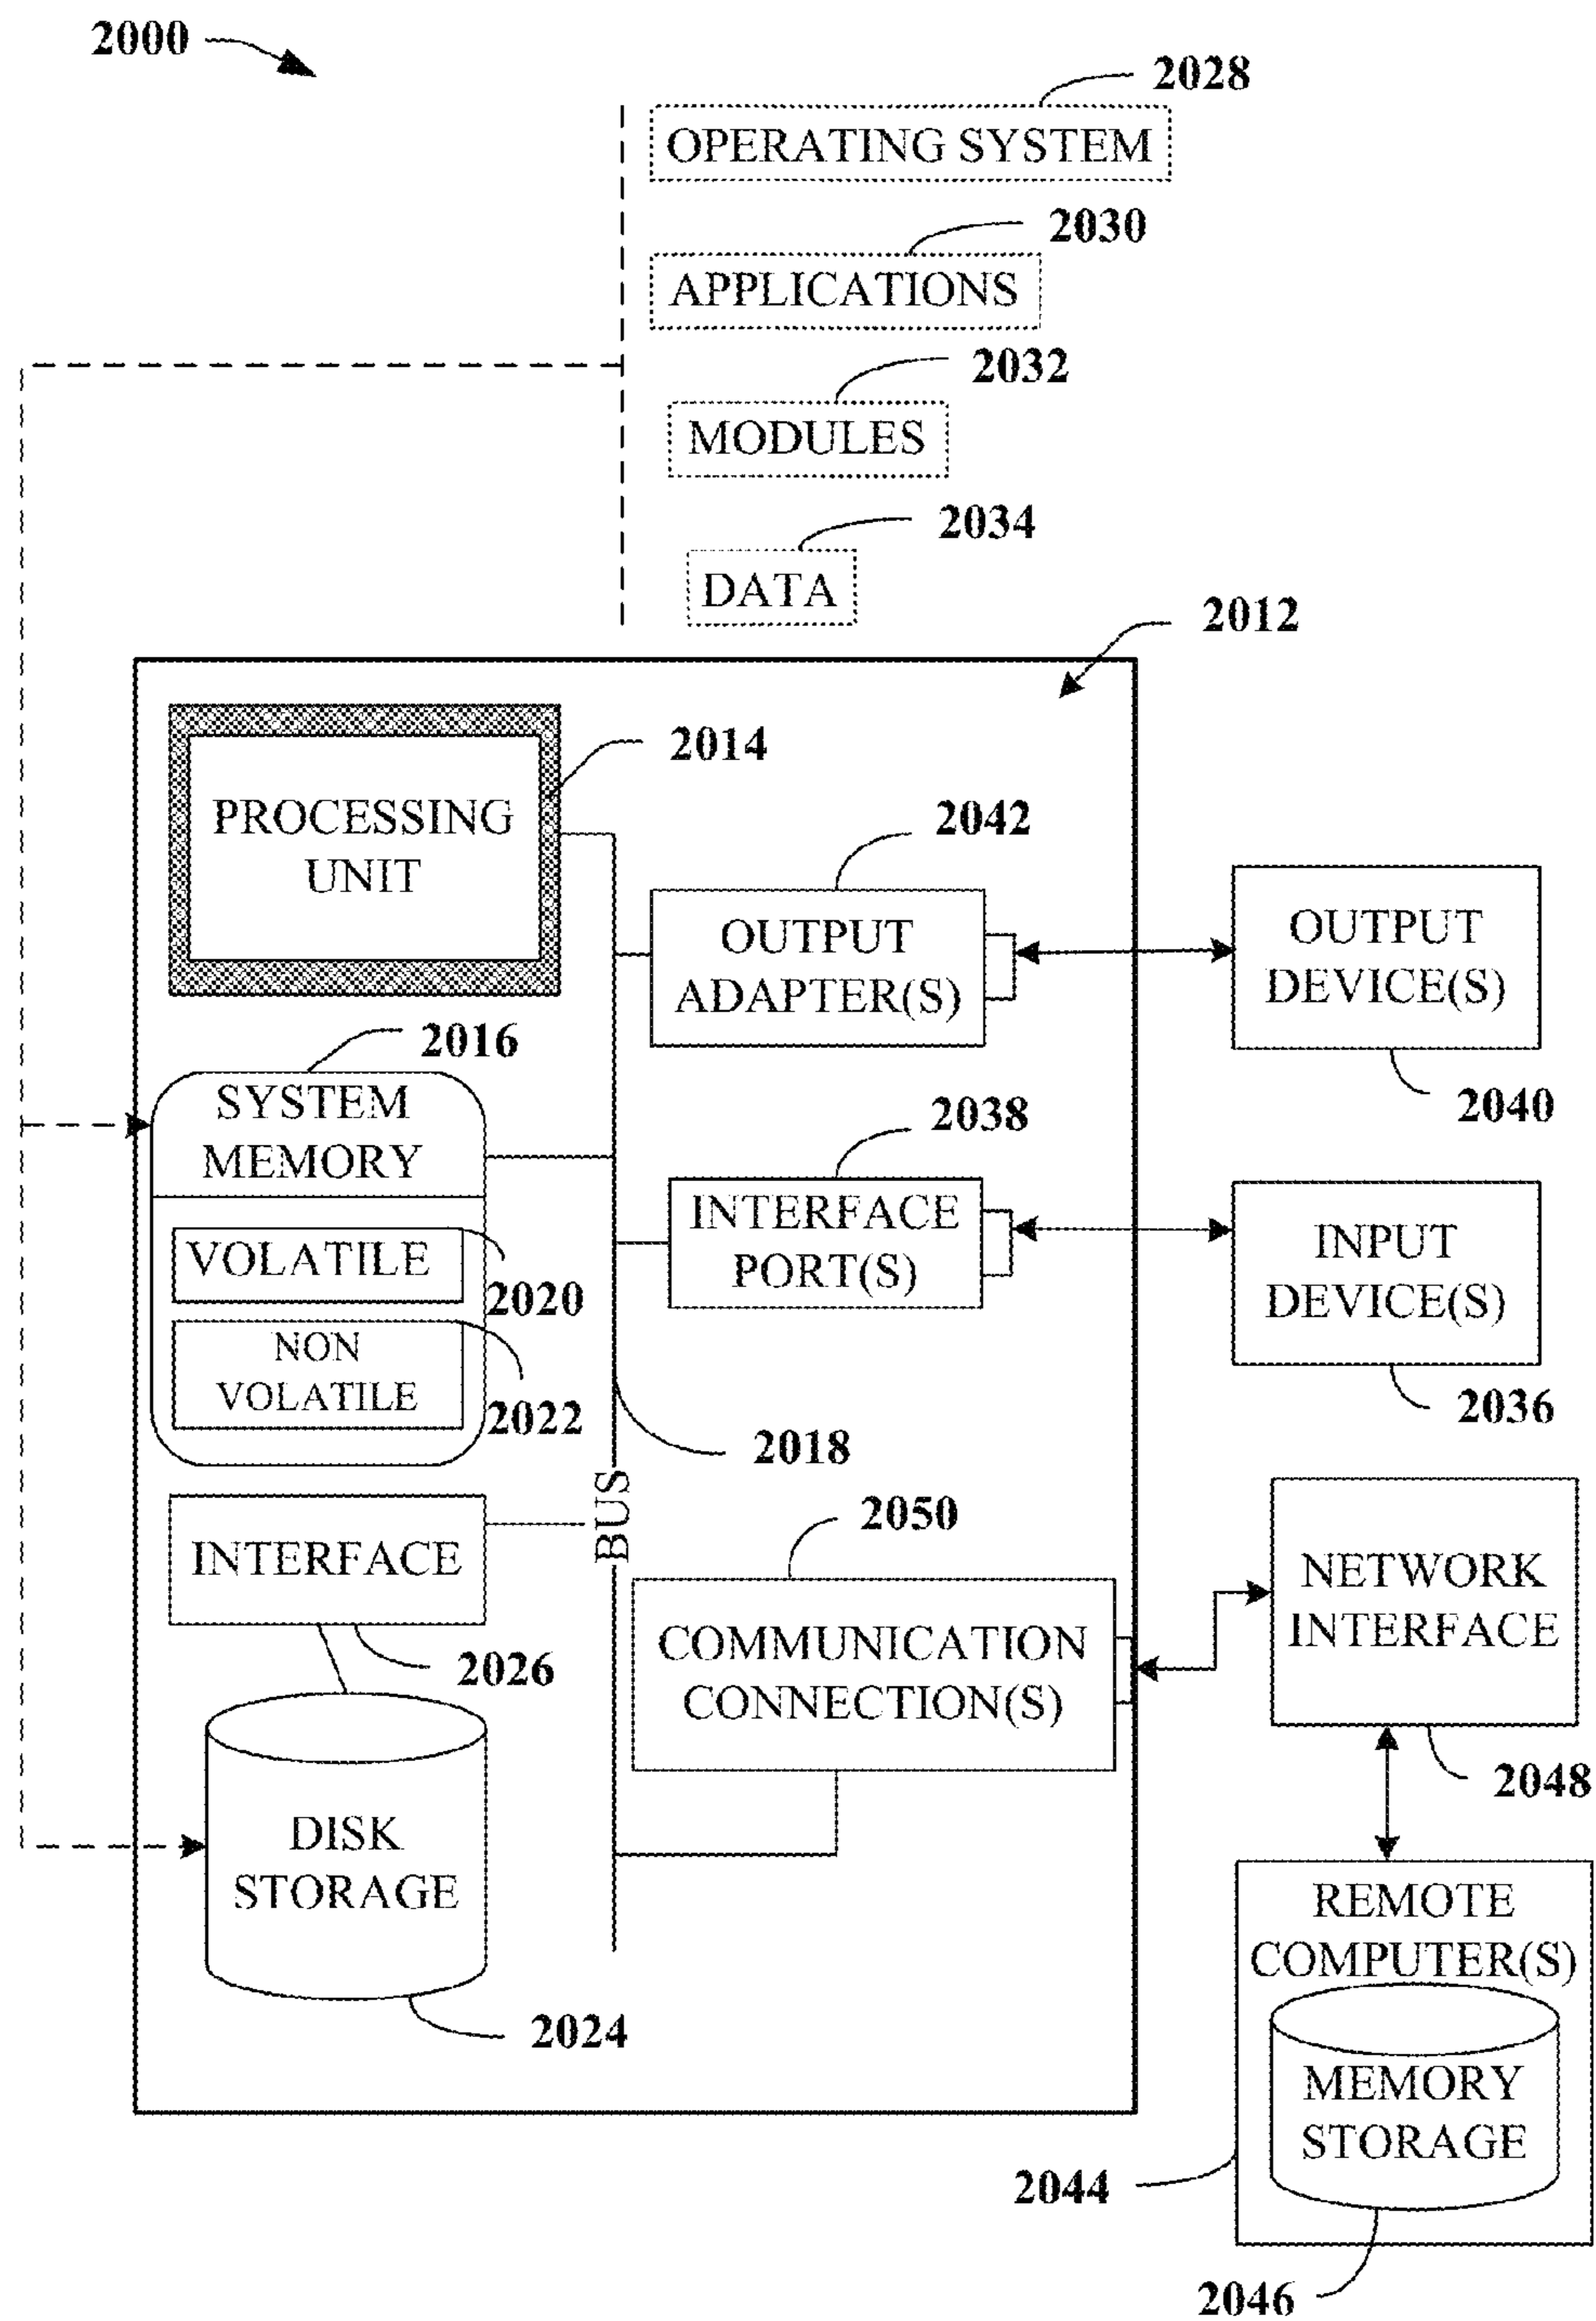 2000
2028
OPERATING SYSTEM
2030
APPLICATIONS
2032
MODULES
2034
DATA
2012
2014
PROCESSING
UNIT
2042
OUTPUT
ADAPTER(S)
OUTPUT
DEVICE(S)
2040
2016
SYSTEM
MEMORY
VOLATILE
2020
NON
VOLATILE
2022
2038
INTERFACE
PORT(S)
INPUT
DEVICE(S)
2036
2018
BUS
INTERFACE
2026
2050
COMMUNICATION
CONNECTION(S)
NETWORK
INTERFACE
2048
DISK
STORAGE
2024
REMOTE
COMPUTER(S)
MEMORY
STORAGE
2044
2046